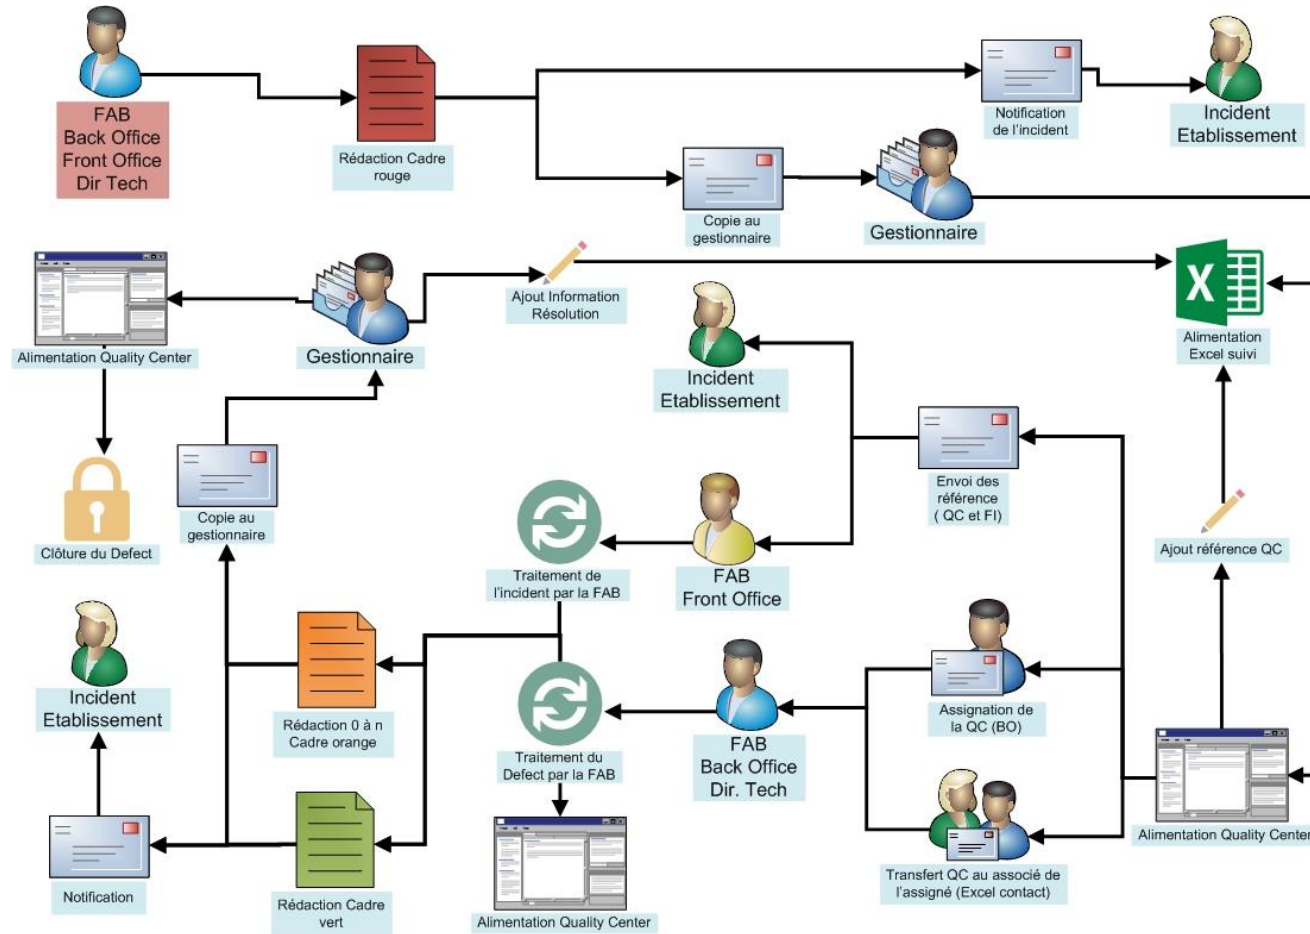 FAB
Back Office
Front Office
Dir Tech
Rédaction Cadre
rouge
Notification
de l'incident
Incident
Etablissement
Copie au
gestionnaire
Gestionnaire
Alimentation Quality Center
Gestionnaire
Ajout Information
Résolution
X
Alimentation
Excel suivi
Incident
Etablissement
Clôture du Defect
Copie au
gestionnaire
Envoi des
référence
( QC et FI)
Ajout référence QC
Traitement de
l'incident par la FAB
FAB
Front Office
Incident
Etablissement
Rédaction 0 à n
Cadre orange
Traitement du
Defect par la FAB
FAB
Back Office
Dir. Tech
Assignation de
la QC (BO)
Alimentation Quality Center
Notification
Rédaction Cadre
vert
Alimentation Quality Center
Transfert QC au associé de
l'assigné (Excel contact)